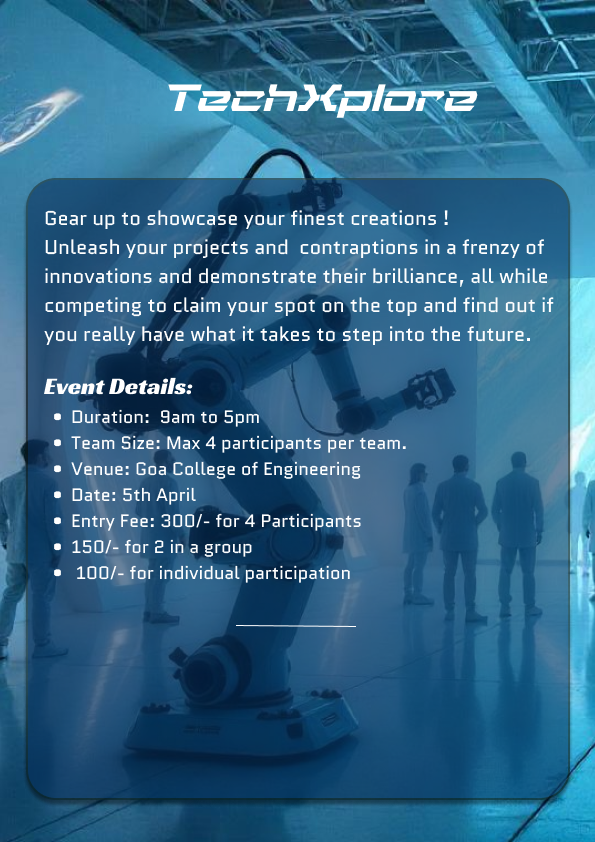 TechXplore
Gear up to showcase your finest creations !
Unleash your projects and  contraptions in a frenzy of
innovations and demonstrate their brilliance, all while
competing to claim your spot on the top and find out if
you really have what it takes to step into the future.
Event Details:
• Duration:  9am to 5pm
• Team Size: Max 4 participants per team.
• Venue: Goa College of Engineering
• Date: 5th April
• Entry Fee: 300/- for 4 Participants
• 150/- for 2 in a group
•  100/- for individual participation